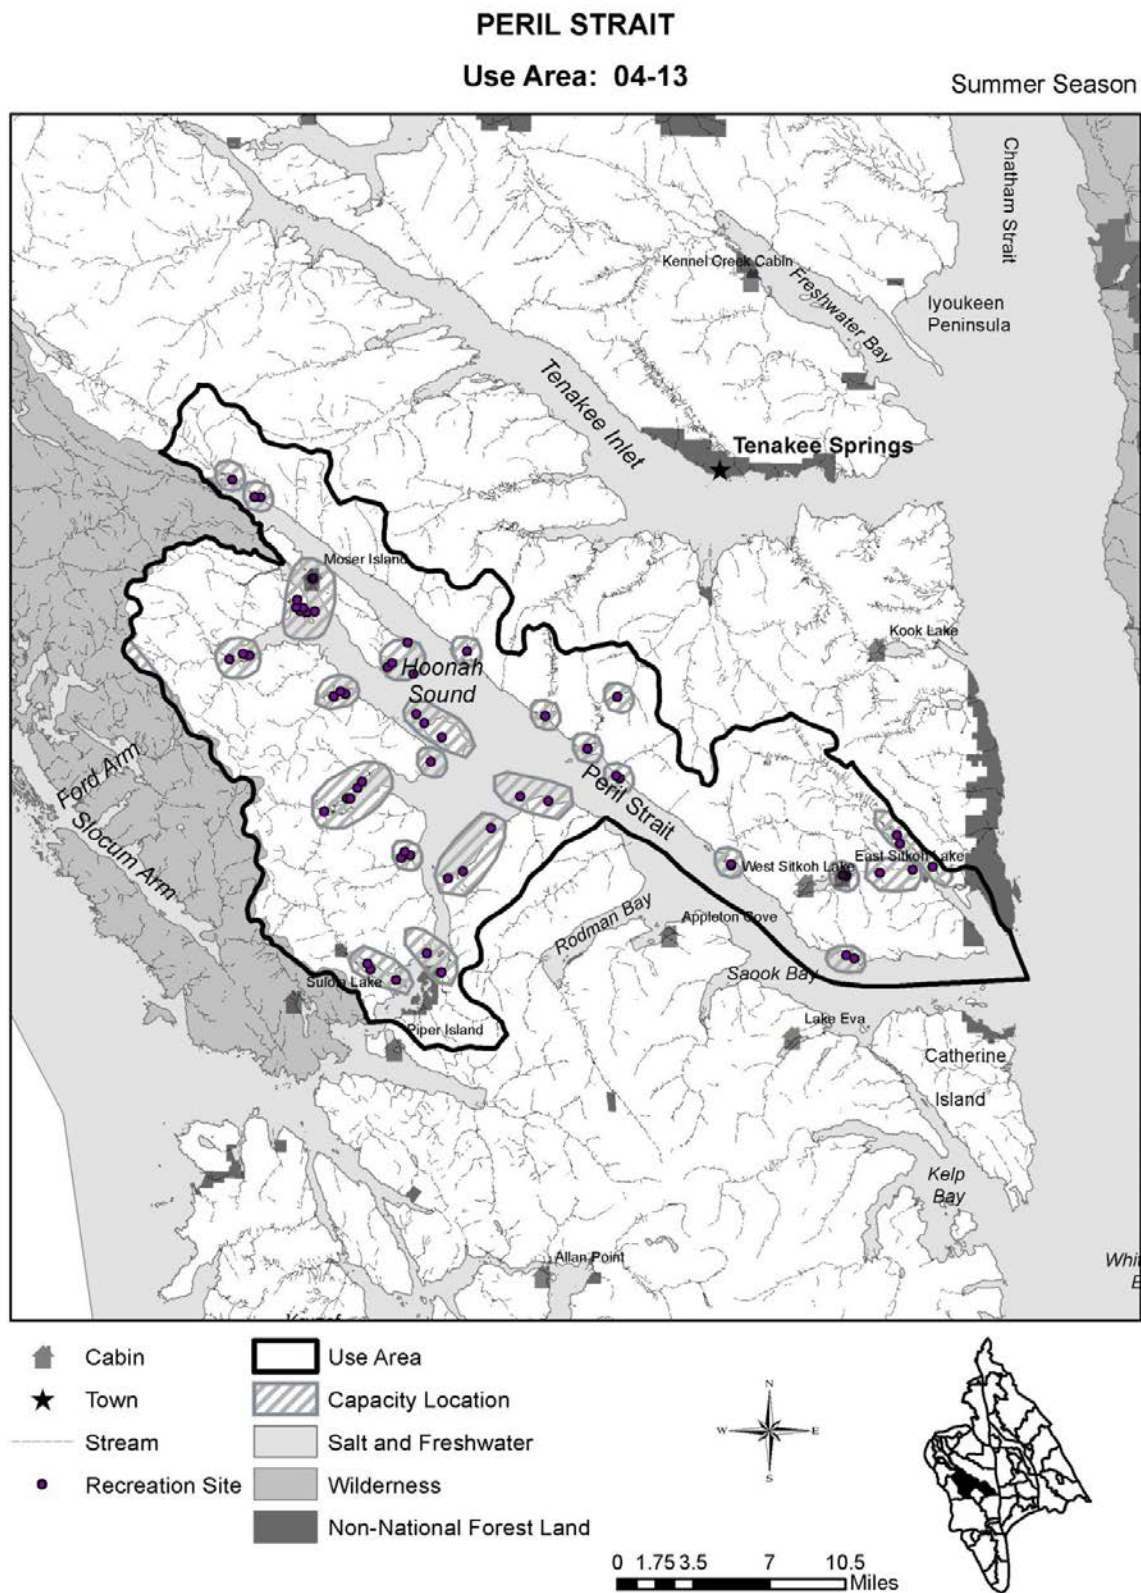 PERIL STRAIT
Use Area: 04-13
Summer Season
Chatham Strait
Kennel Creek Cabin
Freshwater Bay
Iyoukeen
Peninsula
Tenakee Inlet
Tenakee Springs
Moser Island
Kook Lake
Hoonah
Sound
Ford Arm
Slocum Arm
Peril Strait
West Sitkoh Lake
East Sitkoh Lake
Rodman Bay
Appleton Cove
Saook Bay
Suloia Lake
Piper Island
Lake Eva
Catherine
Island
Kelp
Bay
Allan Point
Whit
E
Cabin
Use Area
Town
Capacity Location
Stream
Salt and Freshwater
Recreation Site
Wilderness
Non-National Forest Land
N
W
E
S
0 1.75 3.5 7 10.5
Miles